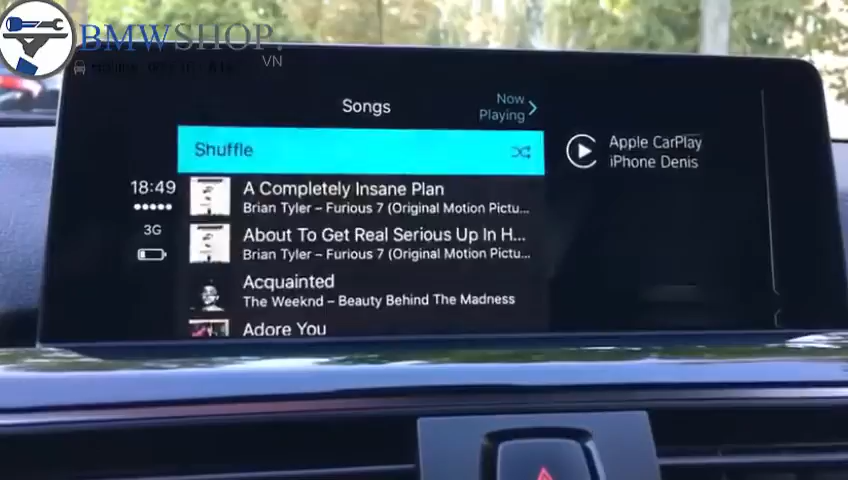 BMWSHOP.
VN
Songs
Now
Playing
Shuffle
Apple CarPlay
iPhone Denis
18:49
3G
A Completely Insane Plan
Brian Tyler – Furious 7 (Original Motion Pictu...
About To Get Real Serious Up In H...
Brian Tyler – Furious 7 (Original Motion Pictu...
Acquainted
The Weeknd – Beauty Behind The Madness
Adore You